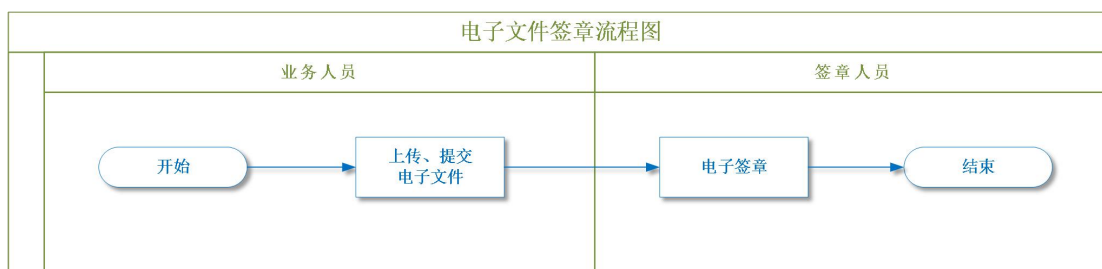 电子文件签章流程图
业务人员
签章人员
开始
上传、提交
电子文件
电子签章
结束